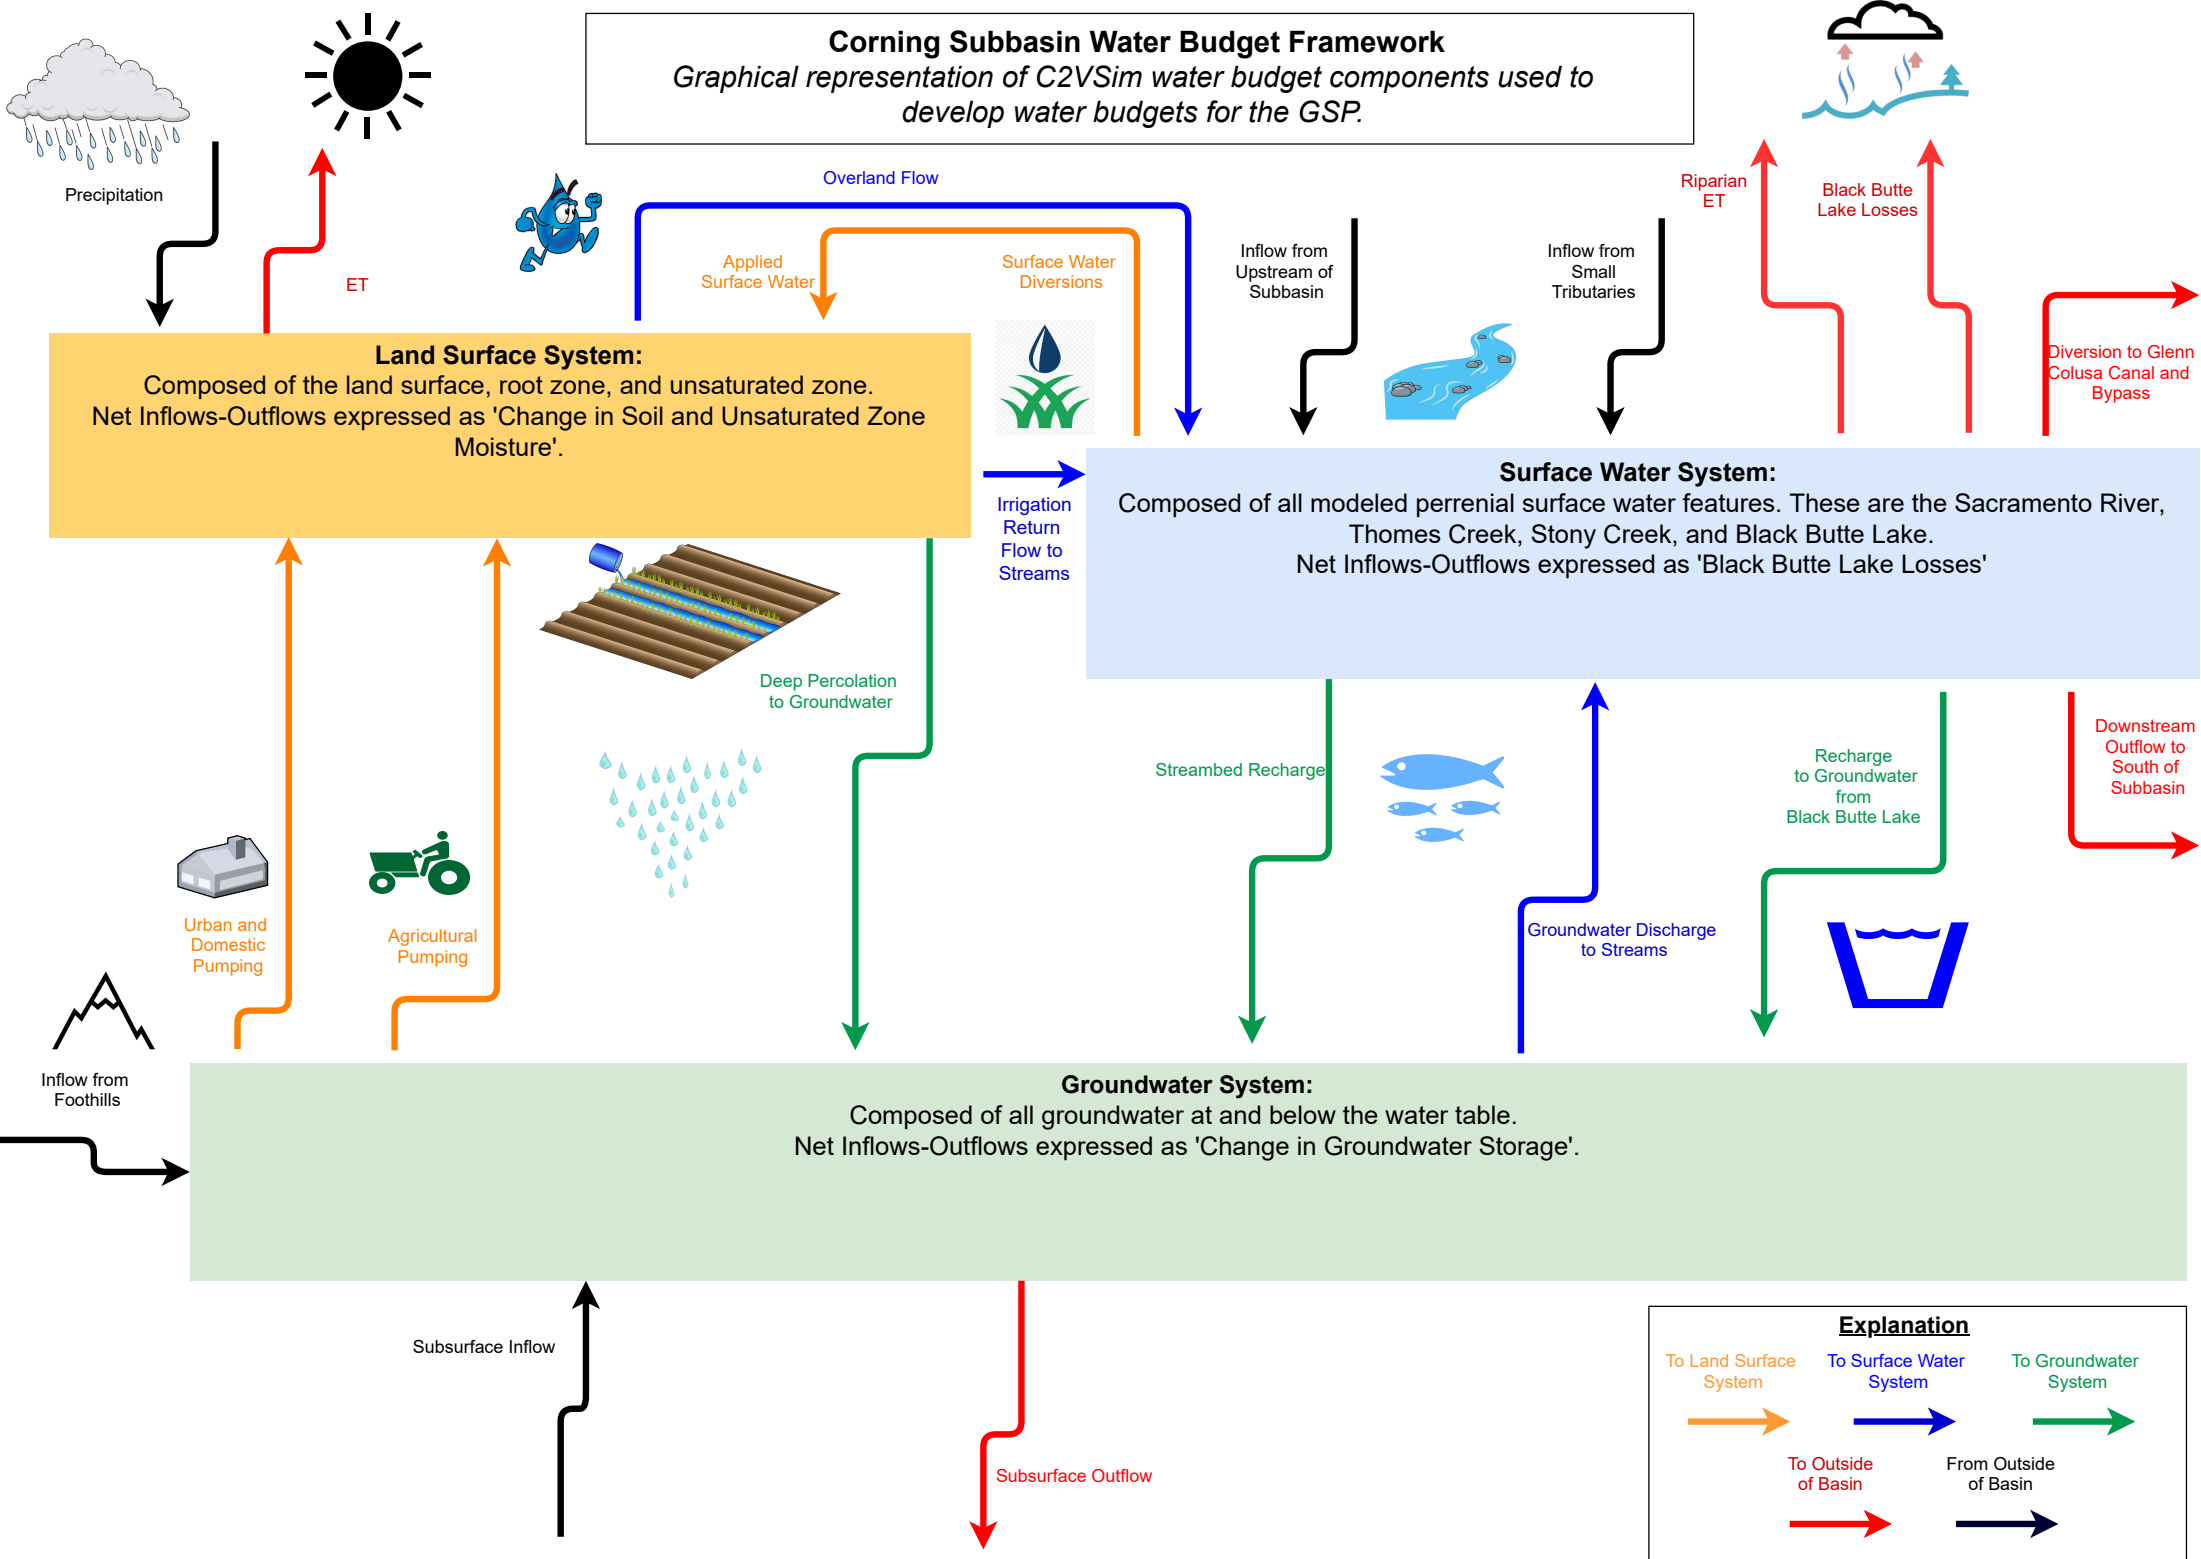 Corning Subbasin Water Budget Framework
Graphical representation of C2VSim water budget components used to
develop water budgets for the GSP.
Precipitation
ET
Overland Flow
Applied
Surface Water
Surface Water
Diversions
Inflow from
Upstream of
Subbasin
Inflow from
Small
Tributaries
Riparian
ET
Black Butte
Lake Losses
Diversion to Glenn
Colusa Canal and
Bypass
Land Surface System:
Composed of the land surface, root zone, and unsaturated zone.
Net Inflows-Outflows expressed as 'Change in Soil and Unsaturated Zone
Moisture'.
Irrigation
Return
Flow to
Streams
Surface Water System:
Composed of all modeled perrenial surface water features. These are the Sacramento River,
Thomes Creek, Stony Creek, and Black Butte Lake.
Net Inflows-Outflows expressed as 'Black Butte Lake Losses'
Deep Percolation
to Groundwater
Streambed Recharge
Recharge
to Groundwater
from
Black Butte Lake
Downstream
Outflow to
South of
Subbasin
Urban and
Domestic
Pumping
Agricultural
Pumping
Groundwater Discharge
to Streams
Inflow from
Foothills
Groundwater System:
Composed of all groundwater at and below the water table.
Net Inflows-Outflows expressed as 'Change in Groundwater Storage'.
Subsurface Inflow
Subsurface Outflow
Explanation
To Land Surface
System
To Surface Water
System
To Groundwater
System
To Outside
of Basin
From Outside
of Basin